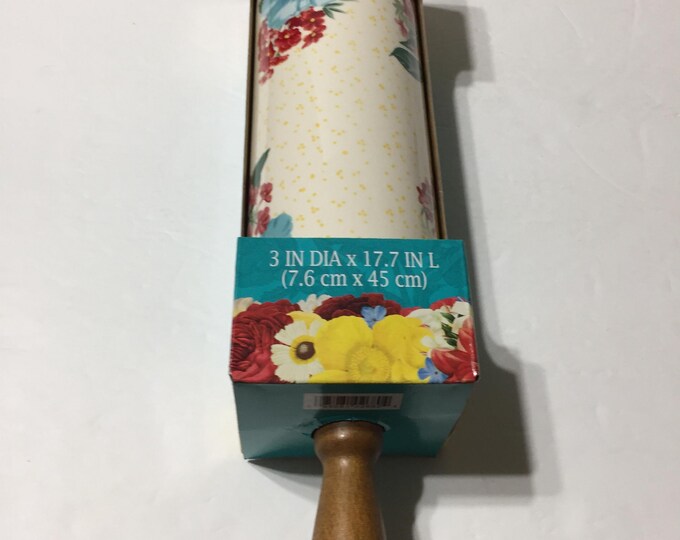 3 IN DIA x 17.7 IN L
(7.6 cm x 45 cm)